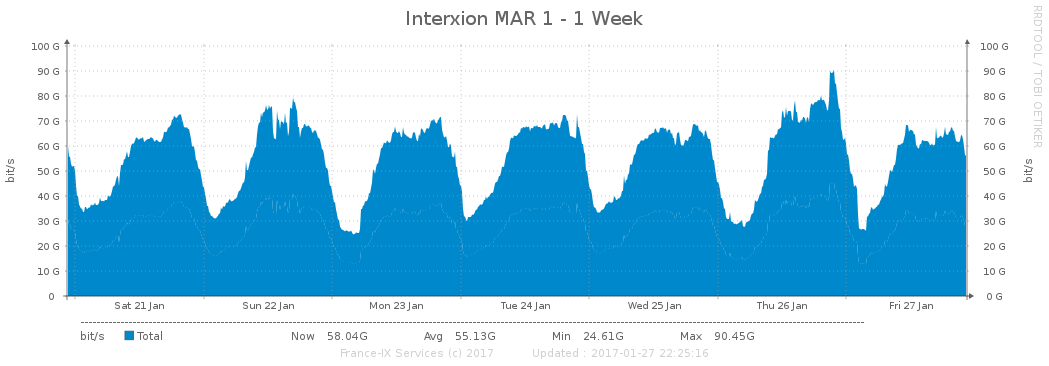 Interxion MAR 1 - 1 Week
RRDTOOL / TOBI OETIKER
100 G 100 G
90 G 90 G
80 G 80 G
70 G 70 G
60 G 60 G
50 G 50 G
40 G 40 G
30 G 30 G
20 G 20 G
10 G 10 G
0 0 G
bit/s bit/s
Sat 21 Jan Sun 22 Jan Mon 23 Jan Tue 24 Jan Wed 25 Jan Thu 26 Jan Fri 27 Jan
bit/s Total Now 58.04G Avg 55.13G Min 24.61G Max 90.45G
France-IX Services (c) 2017 Updated : 2017-01-27 22:25:16